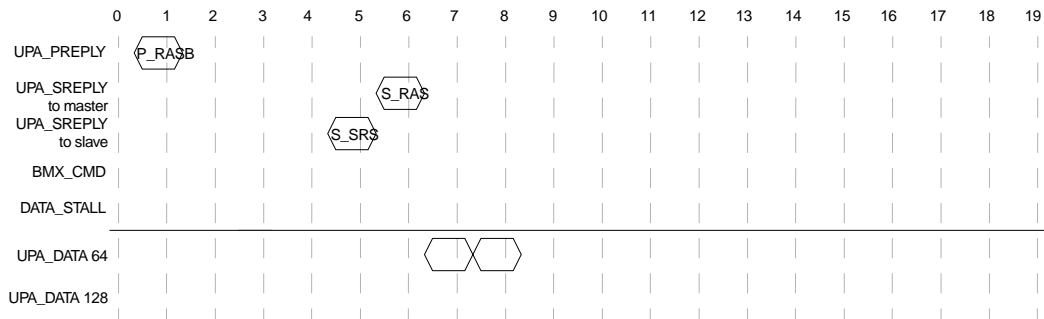 0 1 2 3 4 5 6 7 8 9 10 11 12 13 14 15 16 17 18 19
UPA_PREPLY P_RASB
UPA_SREPLY
to master S_RAS
UPA_SREPLY
to slave S_SRS
BMX_CMD
DATA_STALL
UPA_DATA 64
UPA_DATA 128